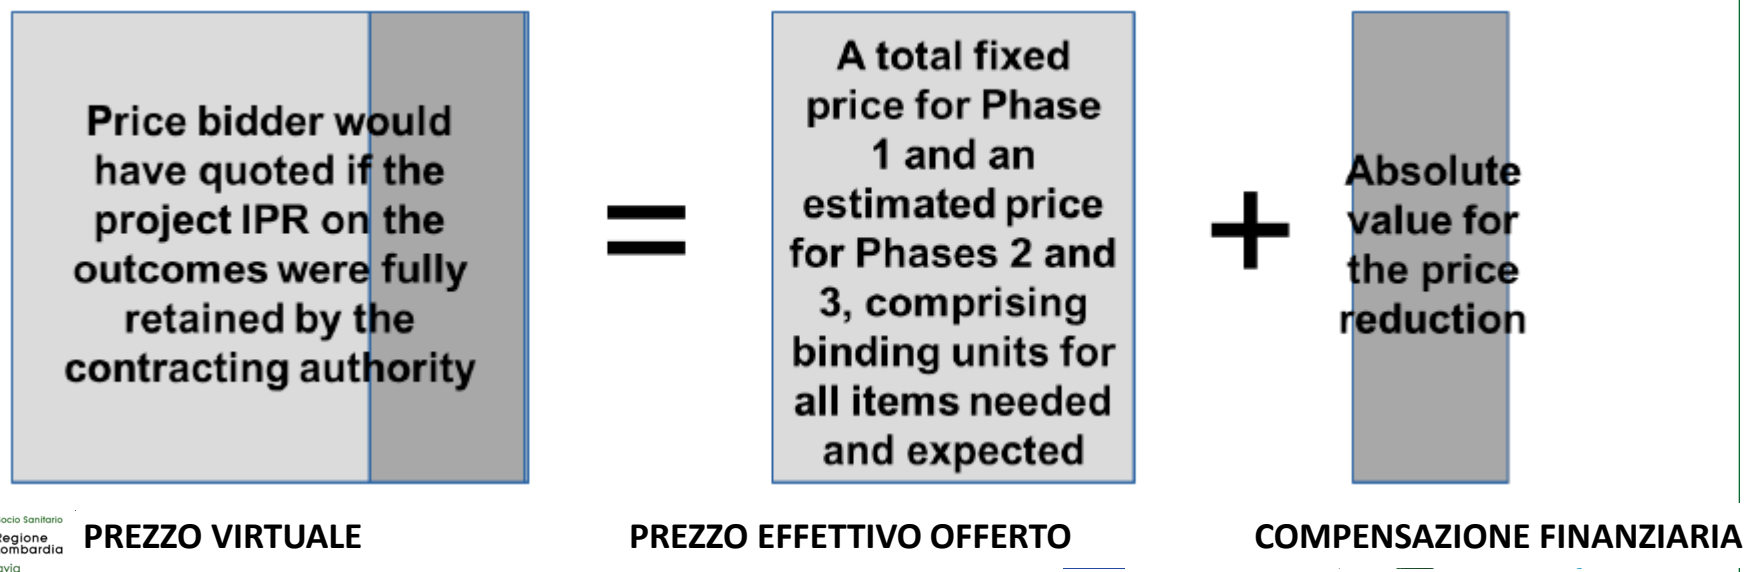 Price bidder would
have quoted if the
project IPR on the
outcomes were fully
retained by the
contracting authority
=
A total fixed
price for Phase
1 and an
estimated price
for Phases 2 and
3, comprising
binding units for
all items needed
and expected
+
Absolute
value for
the price
reduction
Socio Sanitario
Regione
Lombardia
Pavia
PREZZO VIRTUALE
PREZZO EFFETTIVO OFFERTO
COMPENSAZIONE FINANZIARIA